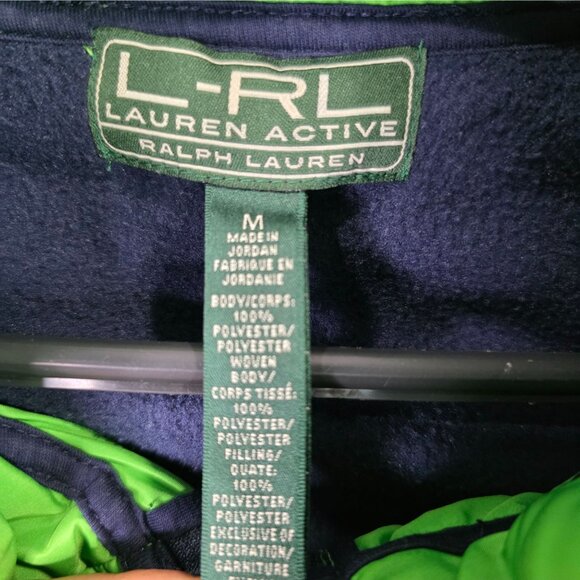 L-RL
LAUREN ACTIVE
RALPH LAUREN
M
MADE IN
JORDAN
FABRIQUE EN
JORDANIE
BODY/CORPS:
100%
POLYESTER/
POLYESTER
WOVEN
BODY/
CORPS TISSÉ:
100%
POLYESTER/
POLYESTER
FILLING/
OUATE: 100%
POLYESTER/
POLYESTER
EXCLUSIVE OF
DECORATION/
GARNITURE